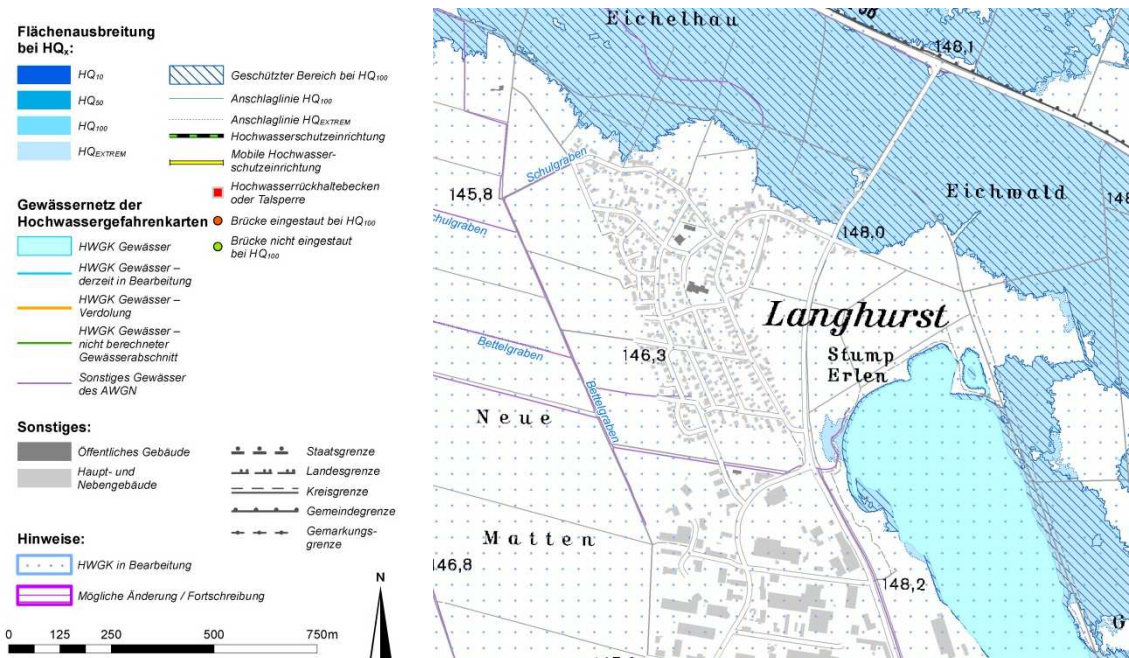 Flächenausbreitung
bei HQx:
HQ10
HQ50
HQ100
HQEXTREM
Geschützter Bereich bei HQ100
Anschlaglinie HQ100
Anschlaglinie HQEXTREM
Hochwasserschutzeinrichtung
Mobile Hochwasser-
schutzeinrichtung
Hochwasserrückhaltebecken
oder Talsperre
Brücke eingestaut bei HQ100
Brücke nicht eingestaut
bei HQ100
Gewässernetz der
Hochwassergefahrenkarten
HWGK Gewässer
HWGK Gewässer –
derzeit in Bearbeitung
HWGK Gewässer –
Verdolung
HWGK Gewässer –
nicht berechneter
Gewässerabschnitt
Sonstiges Gewässer
des AWGN
Sonstiges:
Öffentliches Gebäude
Haupt- und
Nebengebäude
Staatsgrenze
Landesgrenze
Kreisgrenze
Gemeindegrenze
Gemarkungs-
grenze
Hinweise:
HWGK in Bearbeitung
Mögliche Änderung / Fortschreibung
N
0 125 250 500 750m
Eichelhau
148,1
Schulgraben
145,8
Eichwald
148
chulgraben
148,0
Langhurst
Bettelgraben
146,3
Stump
Erlen
Bettelgraben
Neue
Matten
146,8
148,2
G